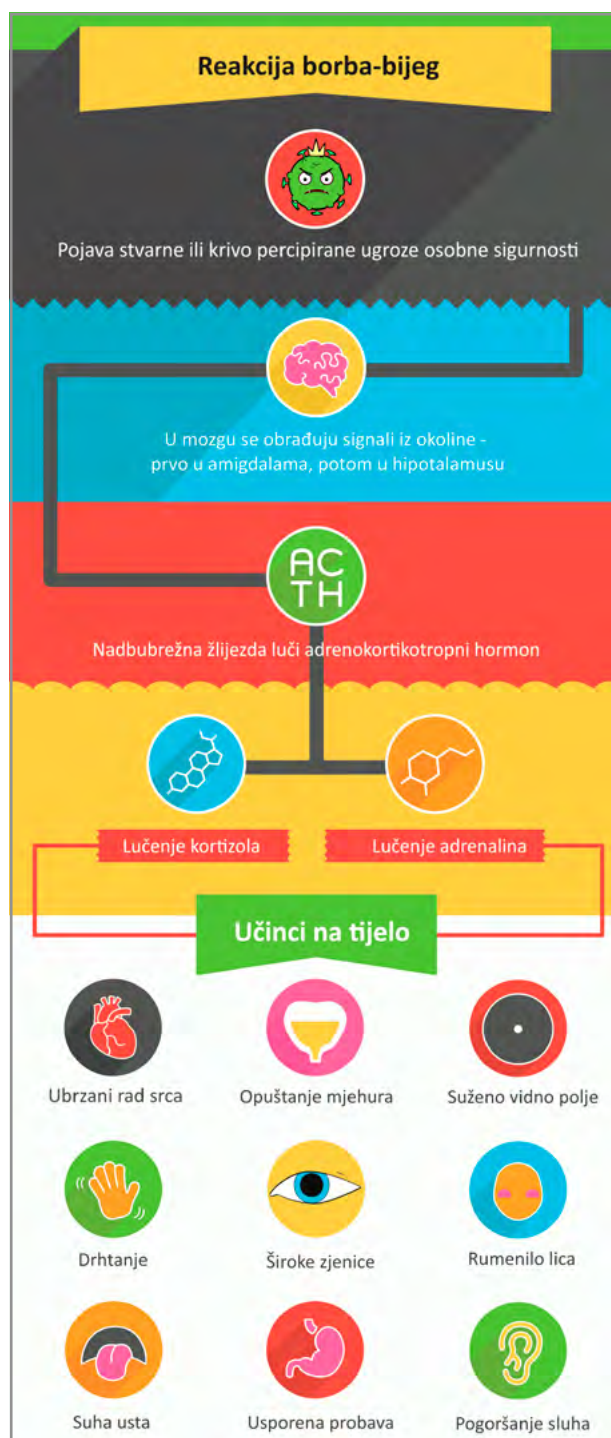 Reakcija borba-bijeg
Pojava stvarne ili krivo percipirane ugroze osobne sigurnosti
U mozgu se obrađuju signali iz okoline -
prvo u amigdalama, potom u hipotalamusu
AC
TH
Nadbubrežna žlijezda luči adrenokortikotropni hormon
Lučenje kortizola
Lučenje adrenalina
Učinci na tijelo
Ubrzani rad srca
Opuštanje mjehura
Suženo vidno polje
Drhtanje
Široke zjenice
Rumenilo lica
Suha usta
Usporena probava
Pogoršanje sluha